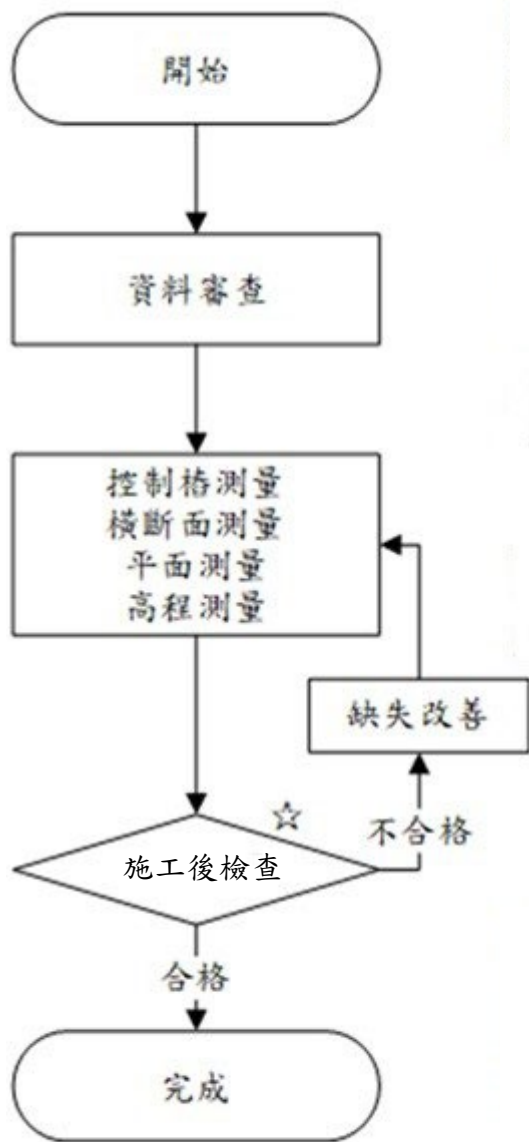 開始
資料審查
控制樁測量
橫斷面測量
平面測量
高程測量
缺失改善
☆
施工後檢查
不合格
合格
完成